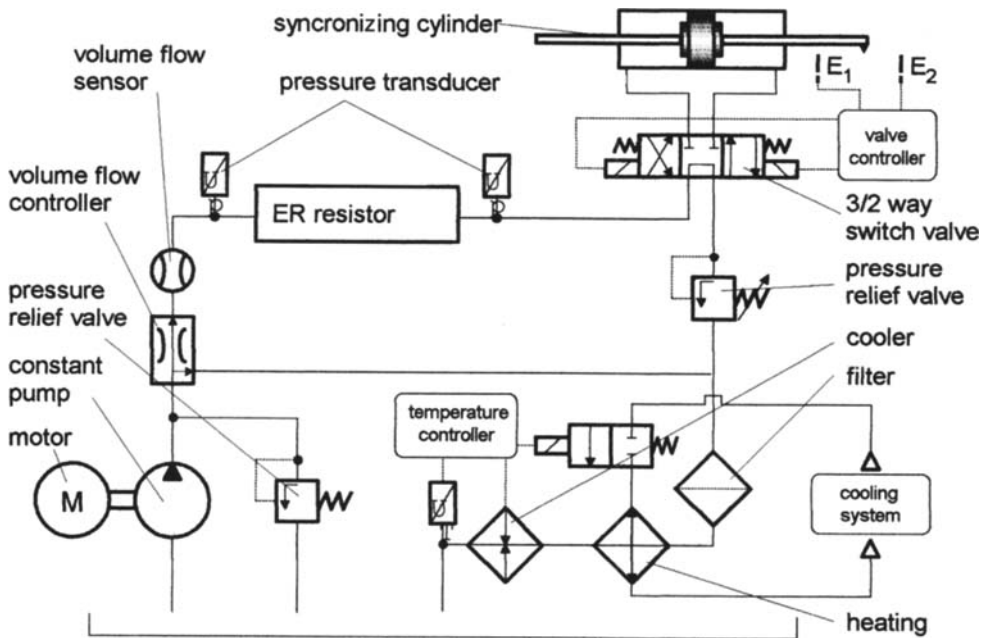 syncronizing cylinder
volume flow
sensor
pressure transducer
E1
E2
valve
controller
volume flow
controller
U
U
ER resistor
3/2 way
switch valve
pressure
relief valve
pressure
relief valve
cooler
constant
pump
filter
temperature
controller
motor
M
U
cooling
system
heating